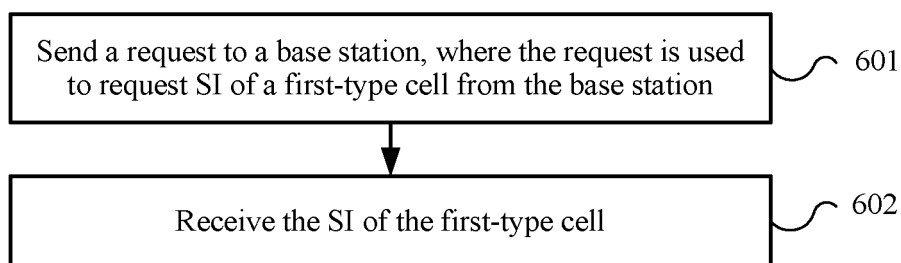 Send a request to a base station, where the request is used
to request SI of a first-type cell from the base station
601
Receive the SI of the first-type cell
602